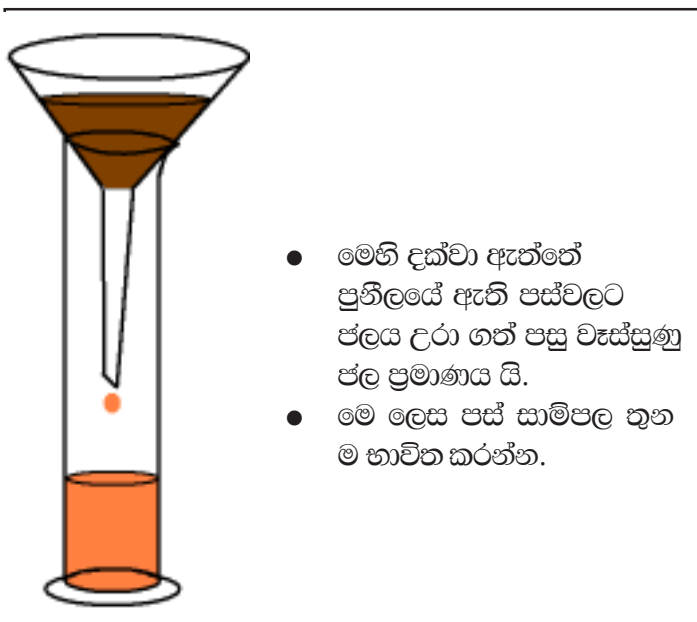 ● මෙහි දක්වා ඇත්තේ
පුනීලයේ ඇති පස්වලට
ජලය උරා ගත් පසු වෑස්සුණු
ජල ප්‍රමාණය යි.
● මෙ ලෙස පස් සාම්පල තුන
ම භාවිත කරන්න.